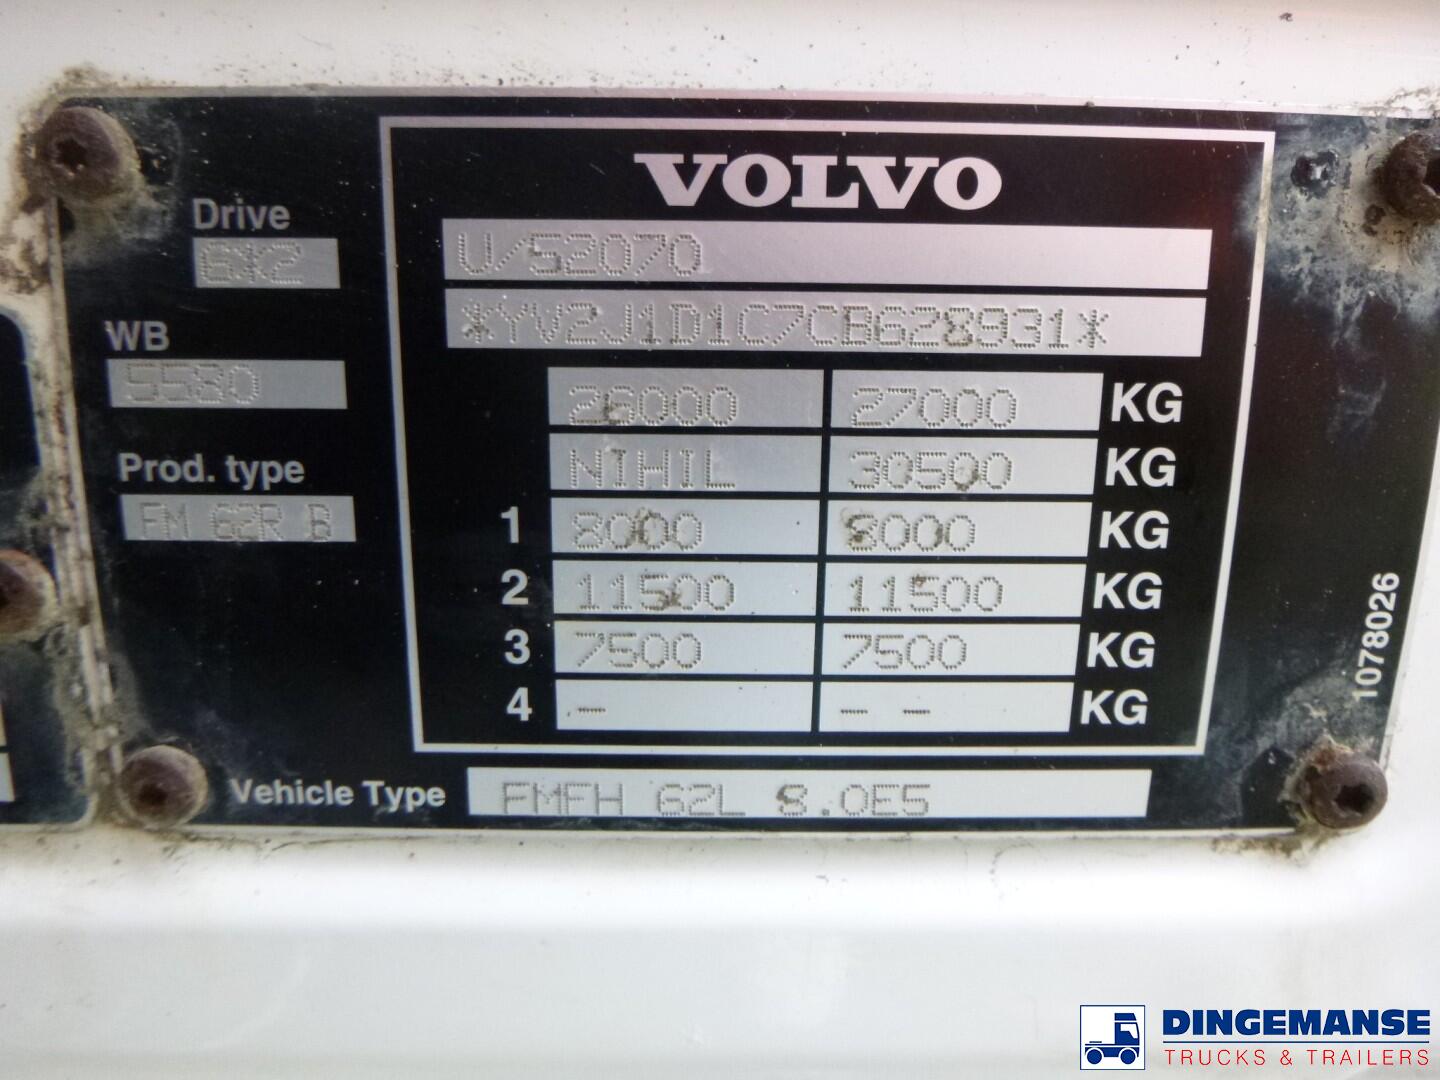 VOLVO
Drive
6X2
U/52070
*YV2J1D1C7CB628931*
WB
5580
26000 27000 KG
NIHIL 30500 KG
Prod. type
FM 62R B
1 8000 8000 KG
2 11500 11500 KG
3 7500 7500 KG
4 - - - KG
1078026
Vehicle Type FMFH 62L 8.0E5
DINGEMANSE
TRUCKS & TRAILERS